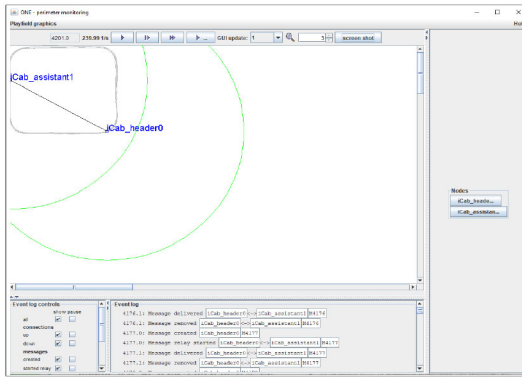 ONE - perimeter monitoring
Playfield graphics
4201.0 239.99 1/s GUI update: 1 3 screen shot
iCab_assistant1
iCab_header0
Nodes
iCab_heade...
iCab_assistan...
Event log controls
show pause
all
connections
up
down
messages
created
started relay
Event log
4176.1: Message delivered iCab_header0<->iCab_assistant1 M4176
4176.1: Message removed iCab_header0<->iCab_assistant1 M4176
4177.0: Message created iCab_header0 M4177
4177.0: Message relay started iCab_header0<->iCab_assistant1 M4177
4177.1: Message delivered iCab_header0<->iCab_assistant1 M4177
4177.1: Message removed iCab_header0<->iCab_assistant1 M4177